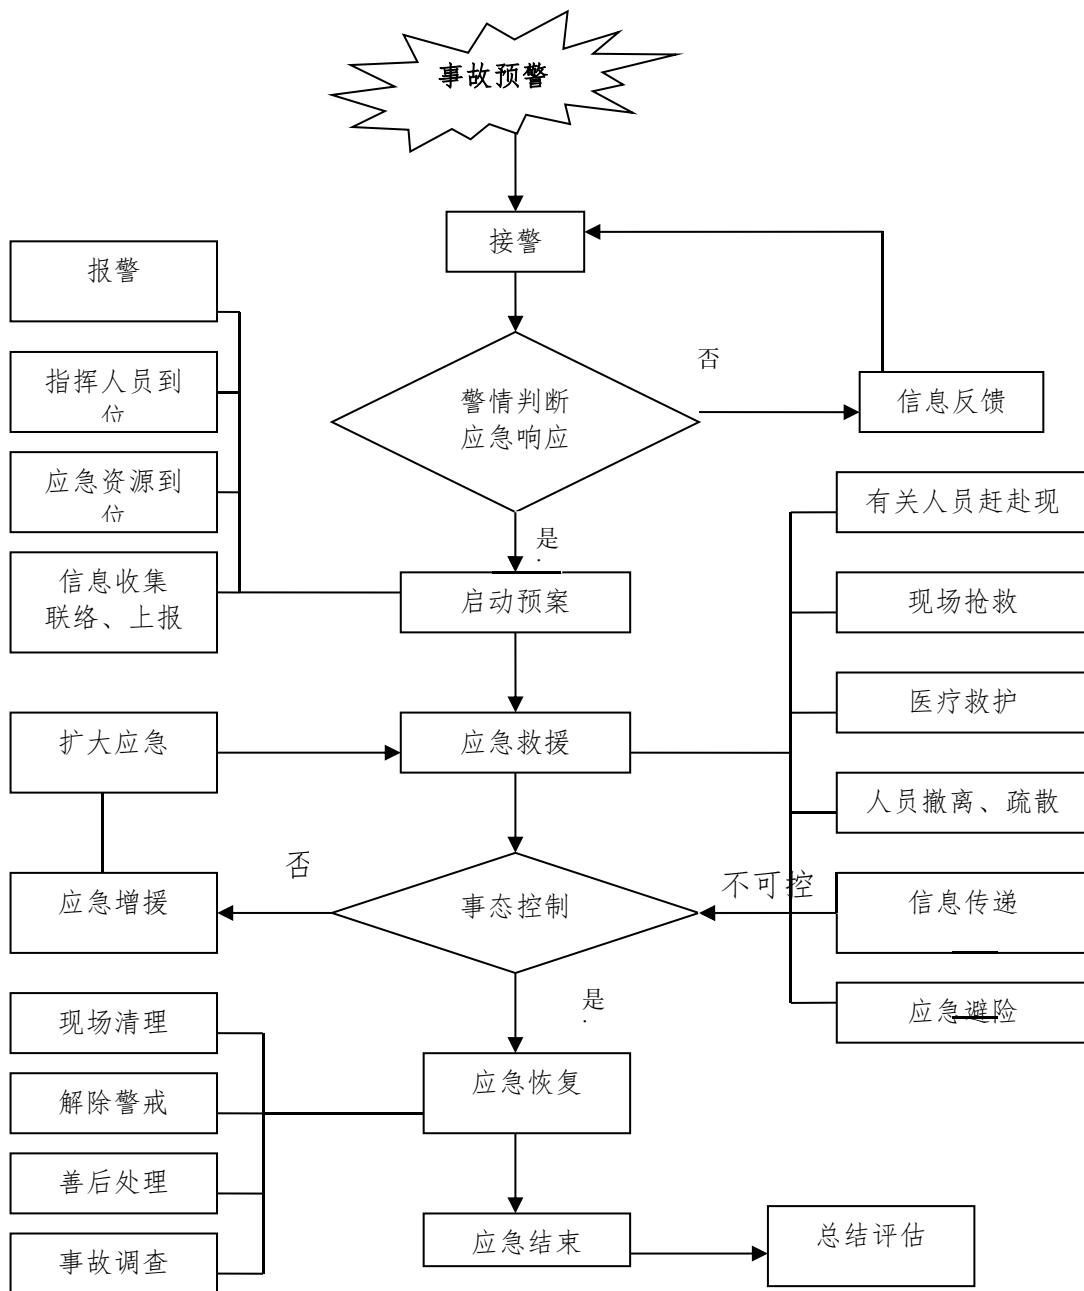 事故预警
接警
报警
否
指挥人员到
位
警情判断
应急响应
信息反馈
应急资源到
位
有关人员赶赴现
是
信息收集
联络、上报
启动预案
现场抢救
医疗救护
扩大应急
应急救援
人员撤离、疏散
否
不可控
应急增援
事态控制
信息传递
现场清理
是
应急避险
应急恢复
解除警戒
善后处理
应急结束
总结评估
事故调查